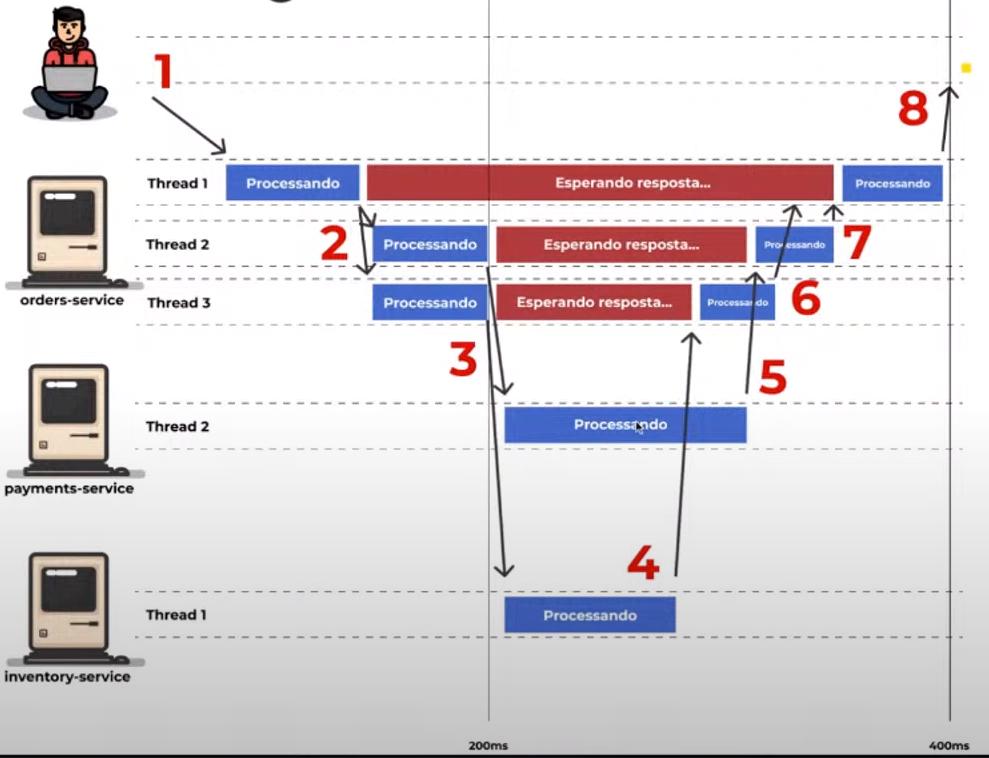 1
8
Thread 1
Processando
Esperando resposta...
Processando
2
Thread 2
Processando
Esperando resposta...
Processando
7
orders-service
Thread 3
Processando
Esperando resposta...
Processando
6
3
5
Thread 2
Processando
payments-service
4
Thread 1
Processando
inventory-service
200ms
400ms